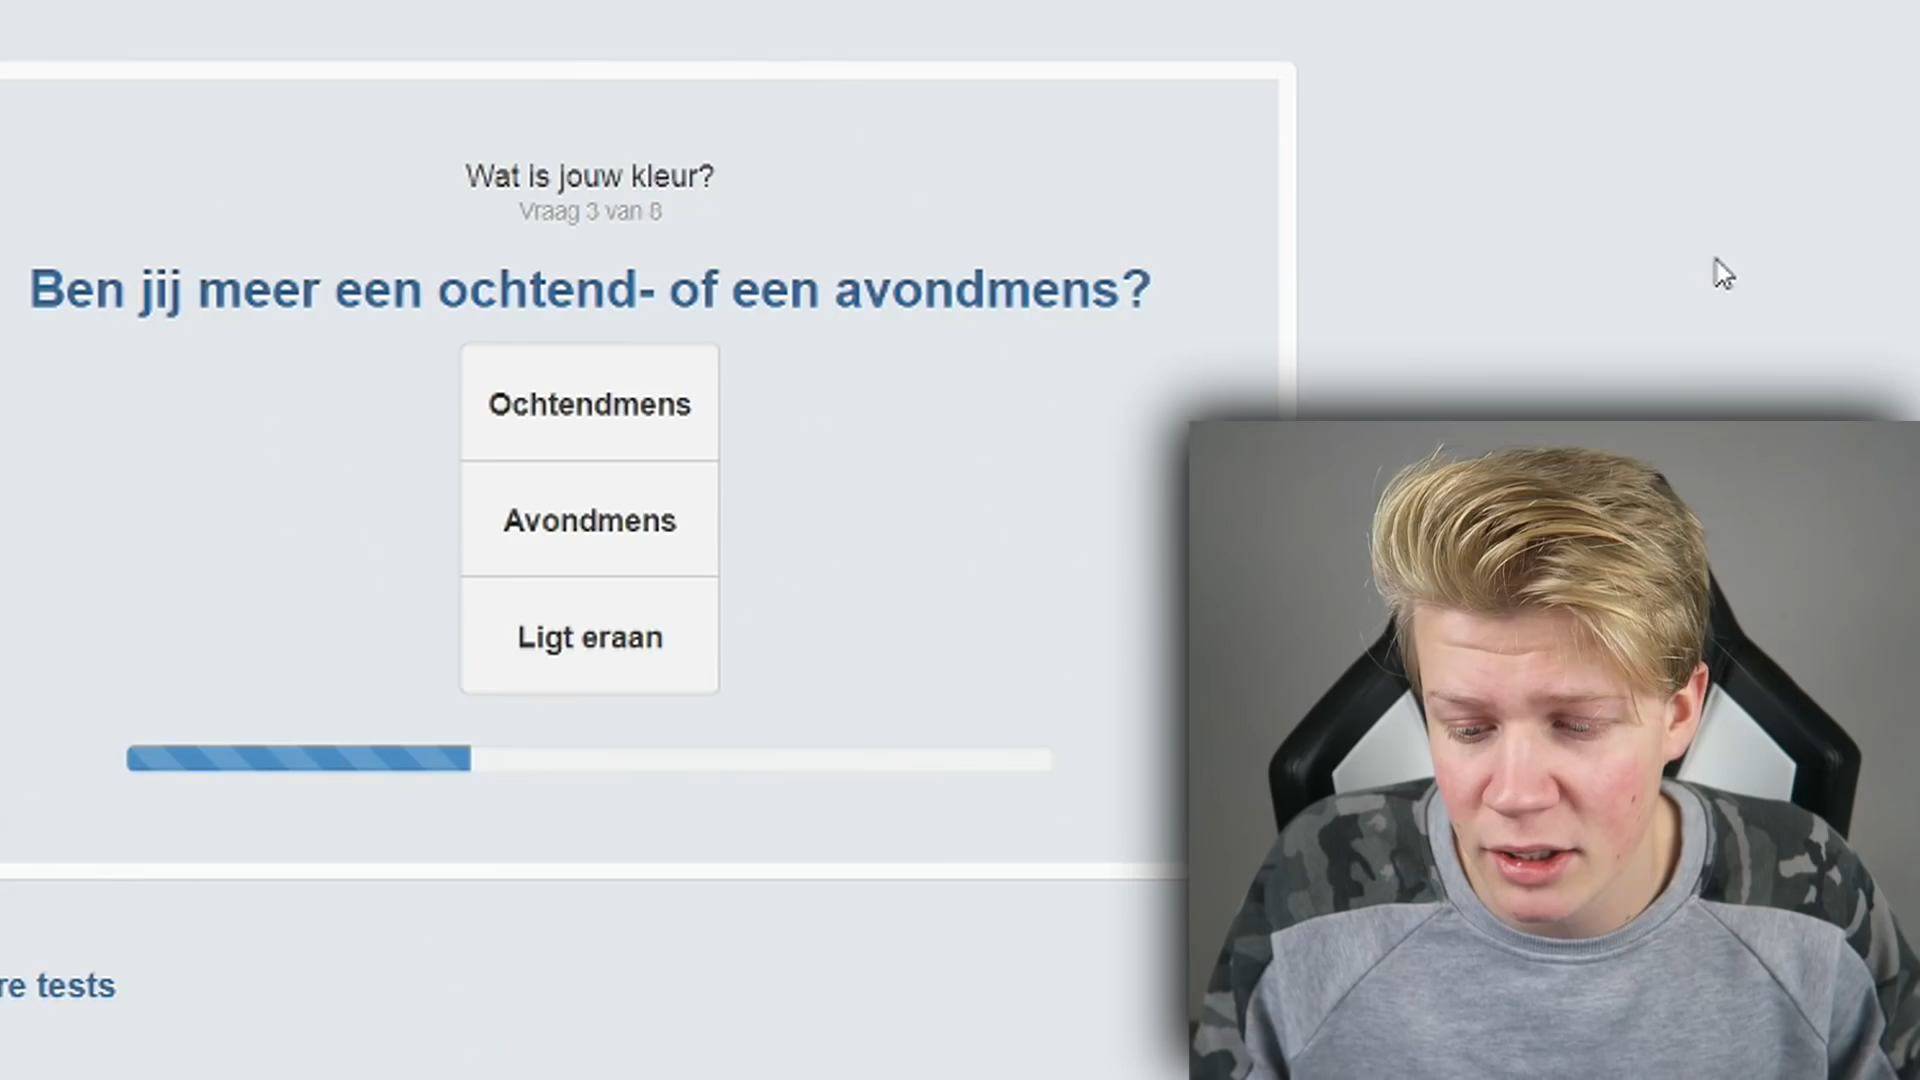 Wat is jouw kleur?
Vraag 3 van 8
Ben jij meer een ochtend- of een avondmens?
Ochtendmens
Avondmens
Ligt eraan
re tests